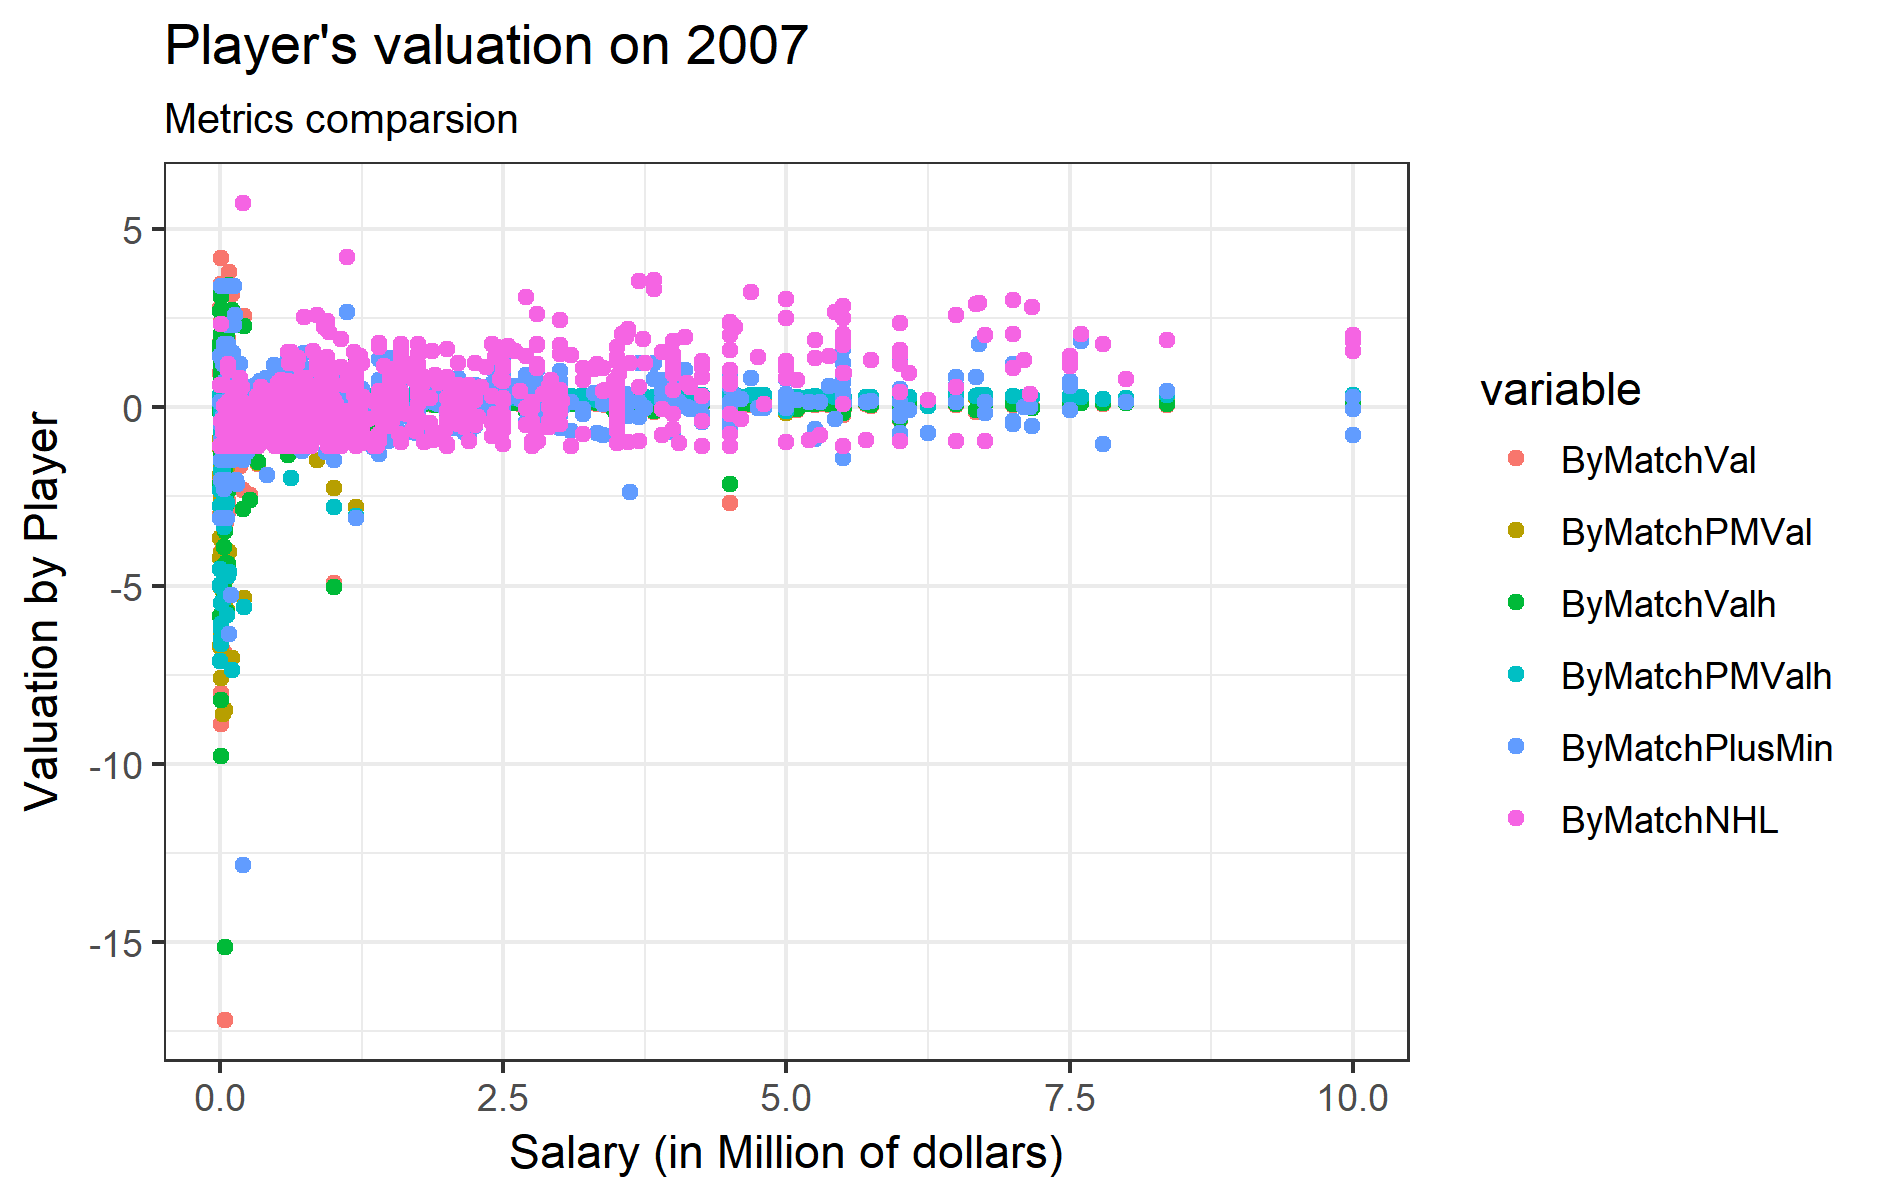 Player's valuation on 2007
Metrics comparsion
Valuation by Player
5
0
-5
-10
-15
0.0
2.5
5.0
7.5
10.0
Salary (in Million of dollars)
variable
ByMatchVal
ByMatchPMVal
ByMatchValh
ByMatchPMValh
ByMatchPlusMin
ByMatchNHL